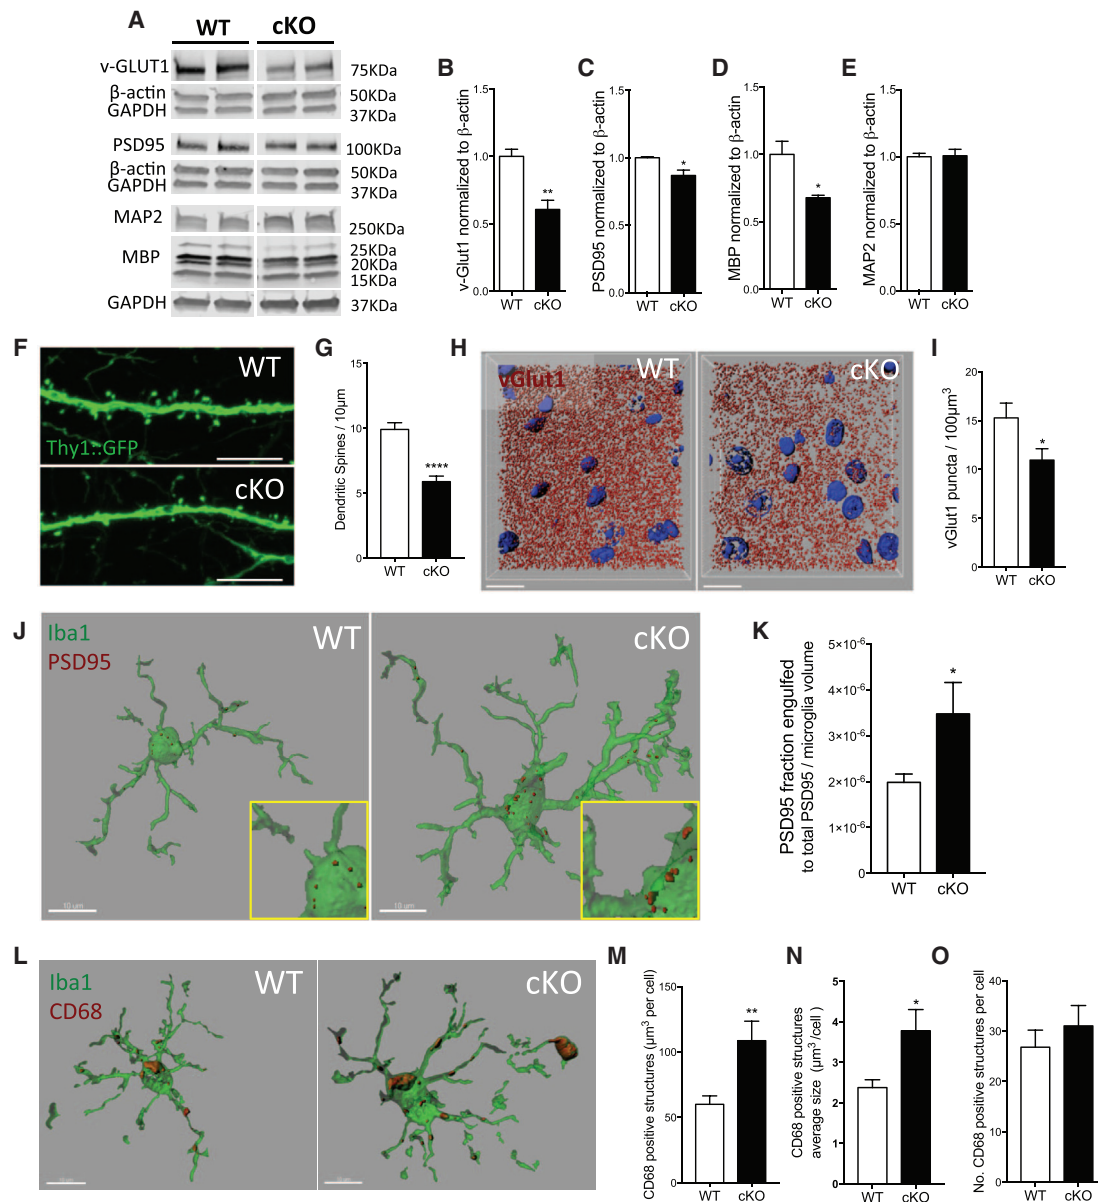 A
WT cKO
v-GLUT1 75KDa
β-actin 50KDa
GAPDH 37KDa
PSD95 100KDa
β-actin 50KDa
GAPDH 37KDa
MAP2 250KDa
MBP 25KDa
20KDa
15KDa
GAPDH 37KDa
B
v-Glut1 normalized to β-actin
1.5
1.0
0.5
0.0
**
WT cKO
C
PSD95 normalized to β-actin
1.5
1.0
0.5
0.0
*
WT cKO
D
MBP normalized to β-actin
1.5
1.0
0.5
0.0
*
WT cKO
E
MAP2 normalized to β-actin
1.5
1.0
0.5
0.0
WT cKO
F
WT
Thy1::GFP
cKO
G
Dendritic Spines / 10µm
15
10
5
0
****
WT cKO
H
vGlut1
WT
cKO
I
vGlut1 puncta / 100µm³
20
15
10
5
0
*
WT cKO
J
Iba1
PSD95
WT
10 µm
cKO
10 µm
K
PSD95 fraction engulfed
to total PSD95 / microglia volume
5×10⁻⁶
4×10⁻⁶
3×10⁻⁶
2×10⁻⁶
1×10⁻⁶
0
*
WT cKO
L
Iba1
CD68
WT
cKO
M
CD68 positive structures (µm³ per cell)
150
100
50
0
**
WT cKO
N
CD68 positive structures
average size (µm³/cell)
5
4
3
2
1
0
*
WT cKO
O
No. CD68 positive structures per cell
40
30
20
10
0
WT cKO